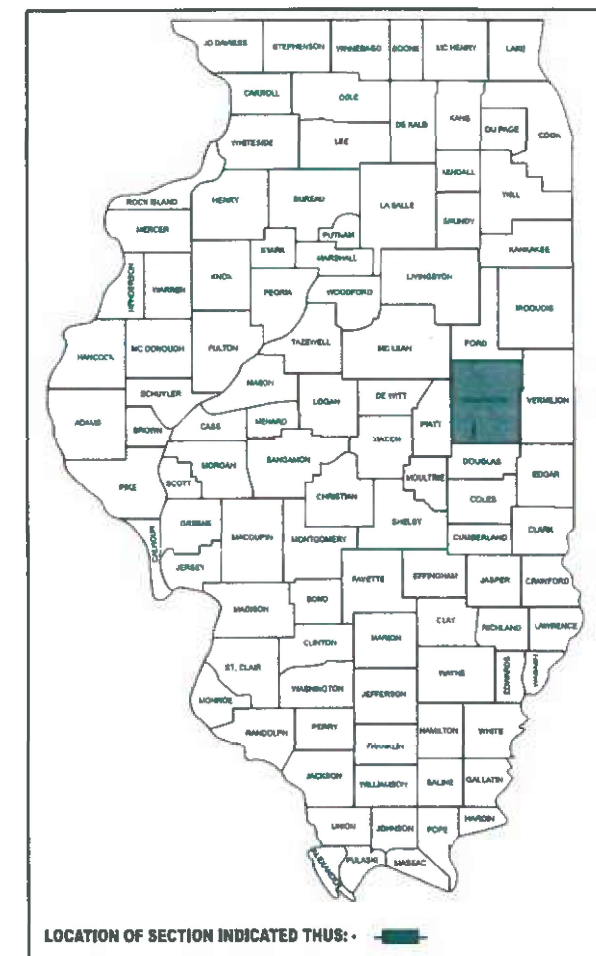 JO DAVIESS STEPHENSON WINNEBAGO BOONE MC HENRY LAKE
CARROLL OGLE DE KALB KANE DU PAGE COOK
WHITESIDE LEE
KENDALL WILL
ROCK ISLAND HENRY BUREAU LA SALLE GRUNDY
MERCER PUTNAM KANKAKEE
STARK MARSHALL
HENDERSON WARREN KNOX PEORIA WOODFORD LIVINGSTON IROQUOIS
FORD
HANCOCK MC DONOUGH FULTON TAZEWELL MC LEAN
MASON
SCHUYLER LOGAN DE WITT VERMILION
ADAMS BROWN CASS MENARD MACON PIATT
MORGAN SANGAMON DOUGLAS
PIKE SCOTT CHRISTIAN MOULTRIE EDGAR
COLES
GREENE SHELBY
CALHOUN MACOUPIN MONTGOMERY CUMBERLAND CLARK
JERSEY
FAYETTE EFFINGHAM JASPER CRAWFORD
MADISON BOND
CLAY RICHLAND LAWRENCE
CLINTON MARION
ST. CLAIR WAYNE EDWARDS WABASH
WASHINGTON JEFFERSON
MONROE
RANDOLPH PERRY HAMILTON WHITE
FRANKLIN
JACKSON WILLIAMSON SALINE GALLATIN
UNION JOHNSON POPE HARDIN
ALEXANDER PULASKI MASSAC
LOCATION OF SECTION INDICATED THUS: -